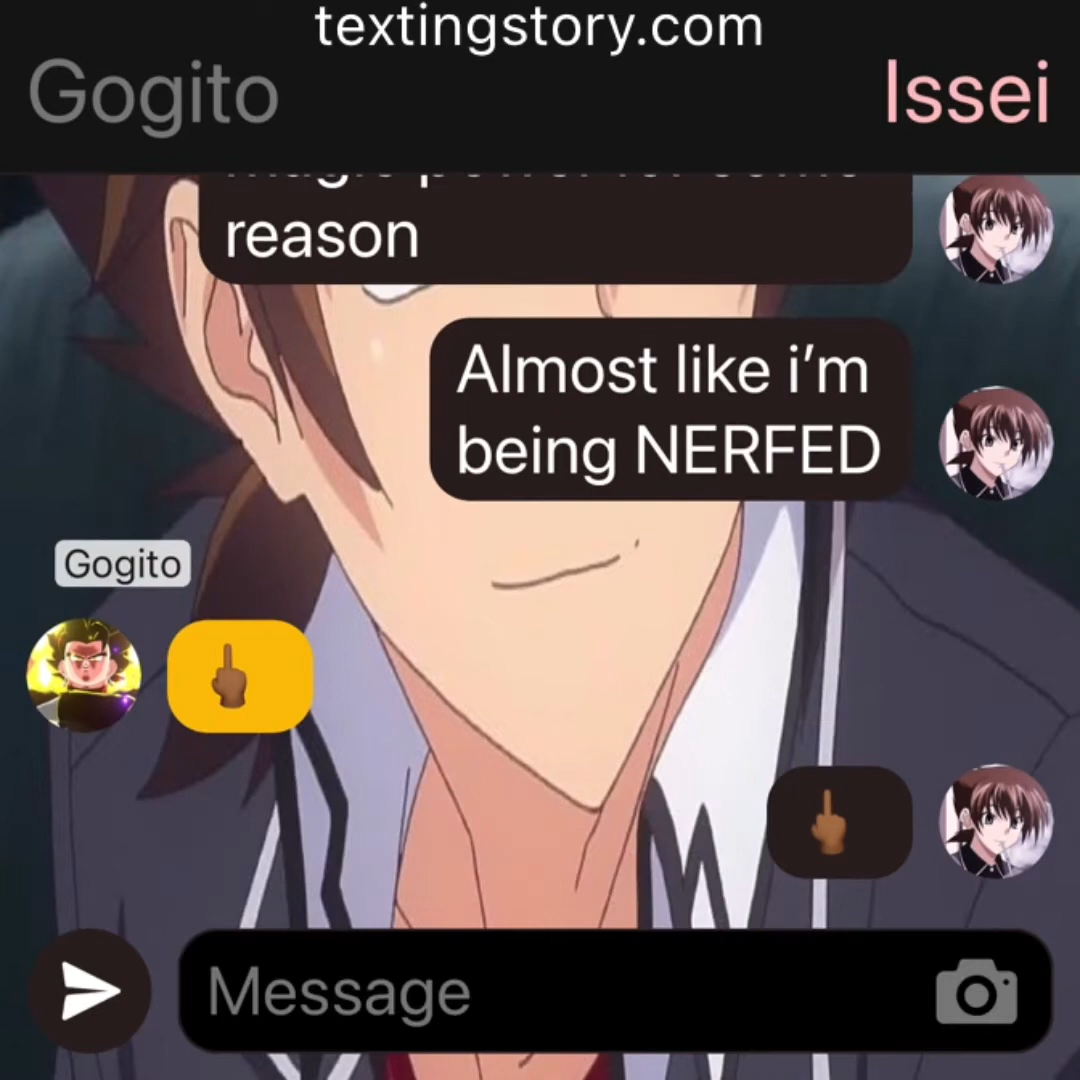 textingstory.com
Gogito Issei
reason
Almost like i’m
being NERFED
Gogito
🖕🏾
🖕🏾
Message